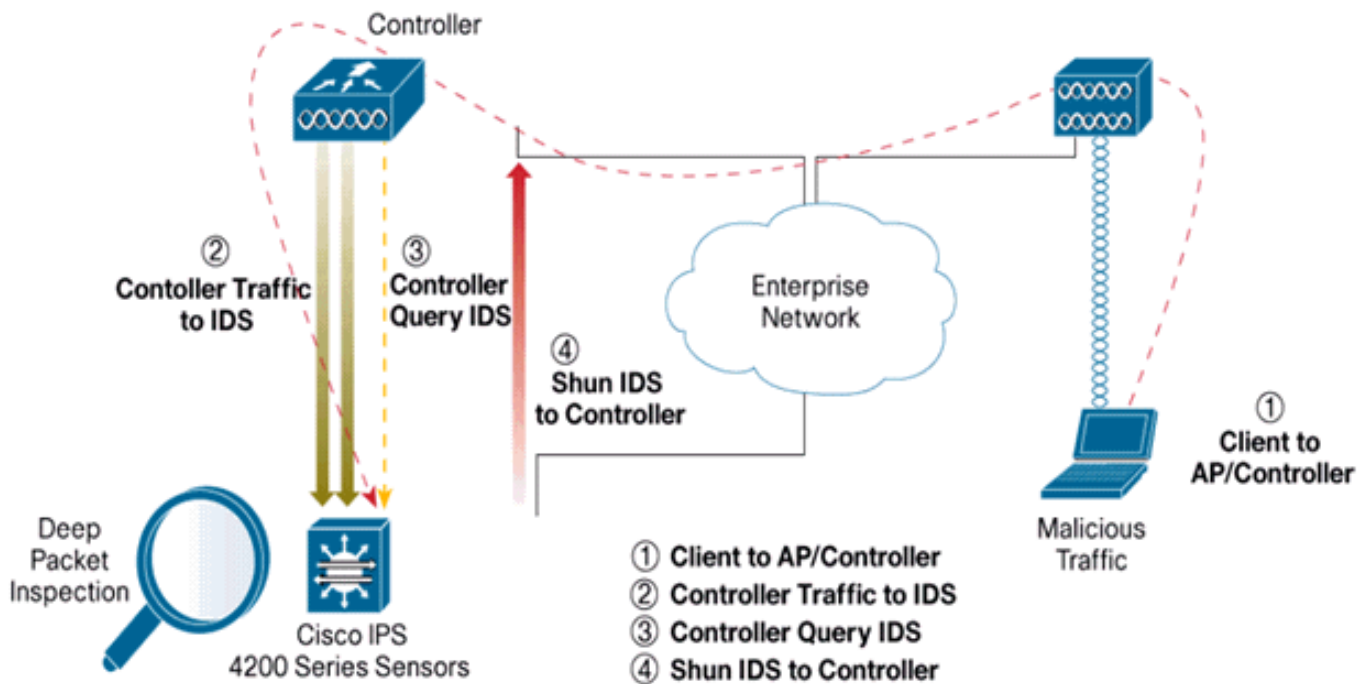 Controller
②
Contoller Traffic
to IDS
③
Controller
Query IDS
④
Shun IDS
to Controller
Enterprise
Network
①
Client to
AP/Controller
Malicious
Traffic
Deep
Packet
Inspection
Cisco IPS
4200 Series Sensors
① Client to AP/Controller
② Controller Traffic to IDS
③ Controller Query IDS
④ Shun IDS to Controller